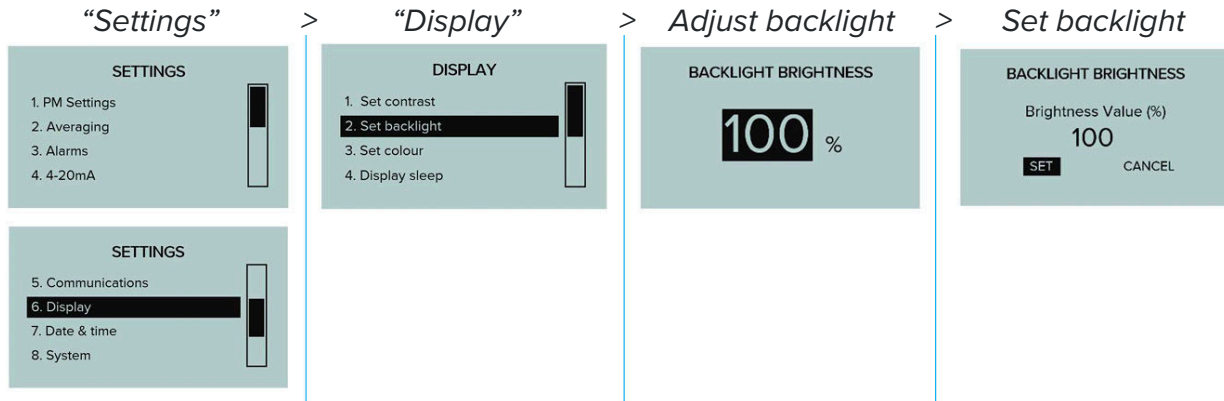 “Settings” > “Display” > Adjust backlight > Set backlight
SETTINGS
1. PM Settings
2. Averaging
3. Alarms
4. 4-20mA
SETTINGS
5. Communications
6. Display
7. Date & time
8. System
DISPLAY
1. Set contrast
2. Set backlight
3. Set colour
4. Display sleep
BACKLIGHT BRIGHTNESS
100 %
BACKLIGHT BRIGHTNESS
Brightness Value (%)
100
SET CANCEL